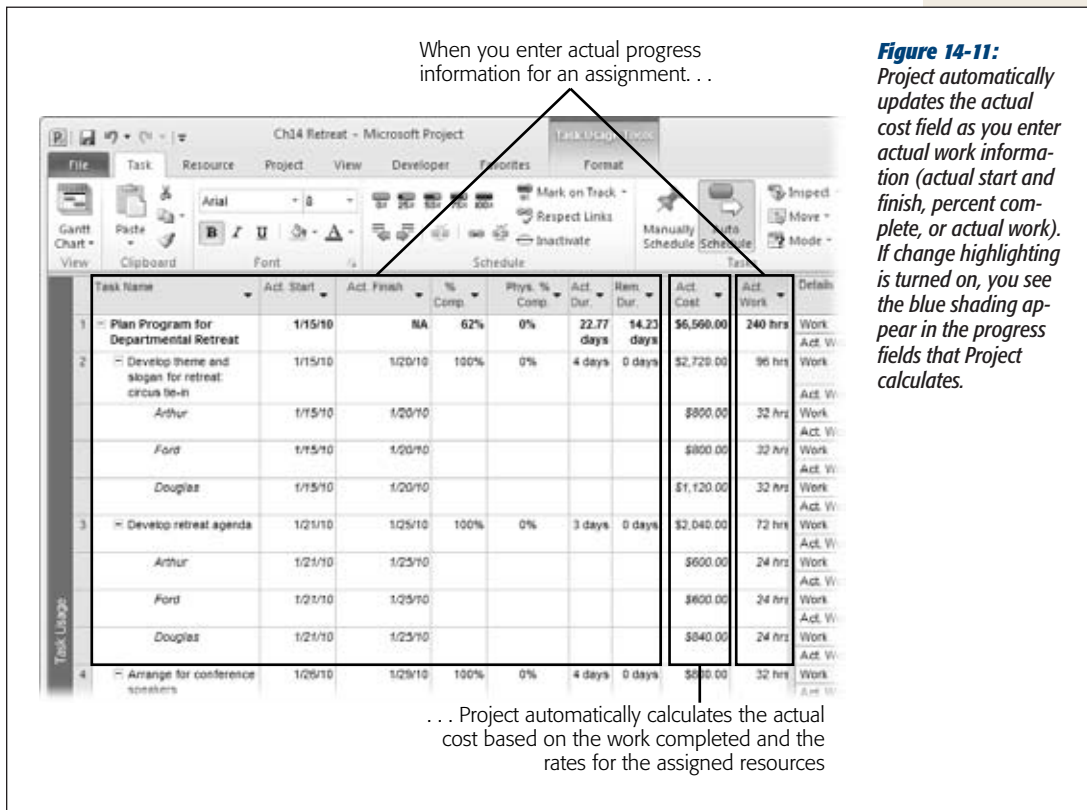 When you enter actual progress
information for an assignment. . .
Figure 14-11:
Project automatically
updates the actual
cost field as you enter
actual work informa-
tion (actual start and
finish, percent com-
plete, or actual work).
If change highlighting
is turned on, you see
the blue shading ap-
pear in the progress
fields that Project
calculates.
Ch14 Retreat - Microsoft Project Task Usage Tools
File Task Resource Project View Developer Favorites Format
Gantt Chart Paste Arial 8 Mark on Track Inspect
B I U A Respect Links Manually Schedule Auto Schedule Move
Inactivate Mode
View Clipboard Font Schedule Tasks
Task Name Act. Start Act. Finish % Comp. Phys. % Comp. Act. Dur. Rem. Dur. Act. Cost Act. Work Details
1 Plan Program for 1/15/10 NA 62% 0% 22.77 14.23 $6,560.00 240 hrs Work
Departmental Retreat days days Act. W
2 Develop theme and 1/15/10 1/20/10 100% 0% 4 days 0 days $2,720.00 96 hrs Work
slogan for retreat:
circus tie-in Act. W
Arthur 1/15/10 1/20/10 $800.00 32 hrs Work
Act. W
Ford 1/15/10 1/20/10 $800.00 32 hrs Work
Act. W
Douglas 1/15/10 1/20/10 $1,120.00 32 hrs Work
Act. W
3 Develop retreat agenda 1/21/10 1/25/10 100% 0% 3 days 0 days $2,040.00 72 hrs Work
Act. W
Arthur 1/21/10 1/25/10 $600.00 24 hrs Work
Act. W
Ford 1/21/10 1/25/10 $600.00 24 hrs Work
Act. W
Douglas 1/21/10 1/25/10 $840.00 24 hrs Work
Act. W
4 Arrange for conference 1/26/10 1/29/10 100% 0% 4 days 0 days 32 hrs Work
speakers Act. W
Task Usage
. . . Project automatically calculates the actual
cost based on the work completed and the
rates for the assigned resources